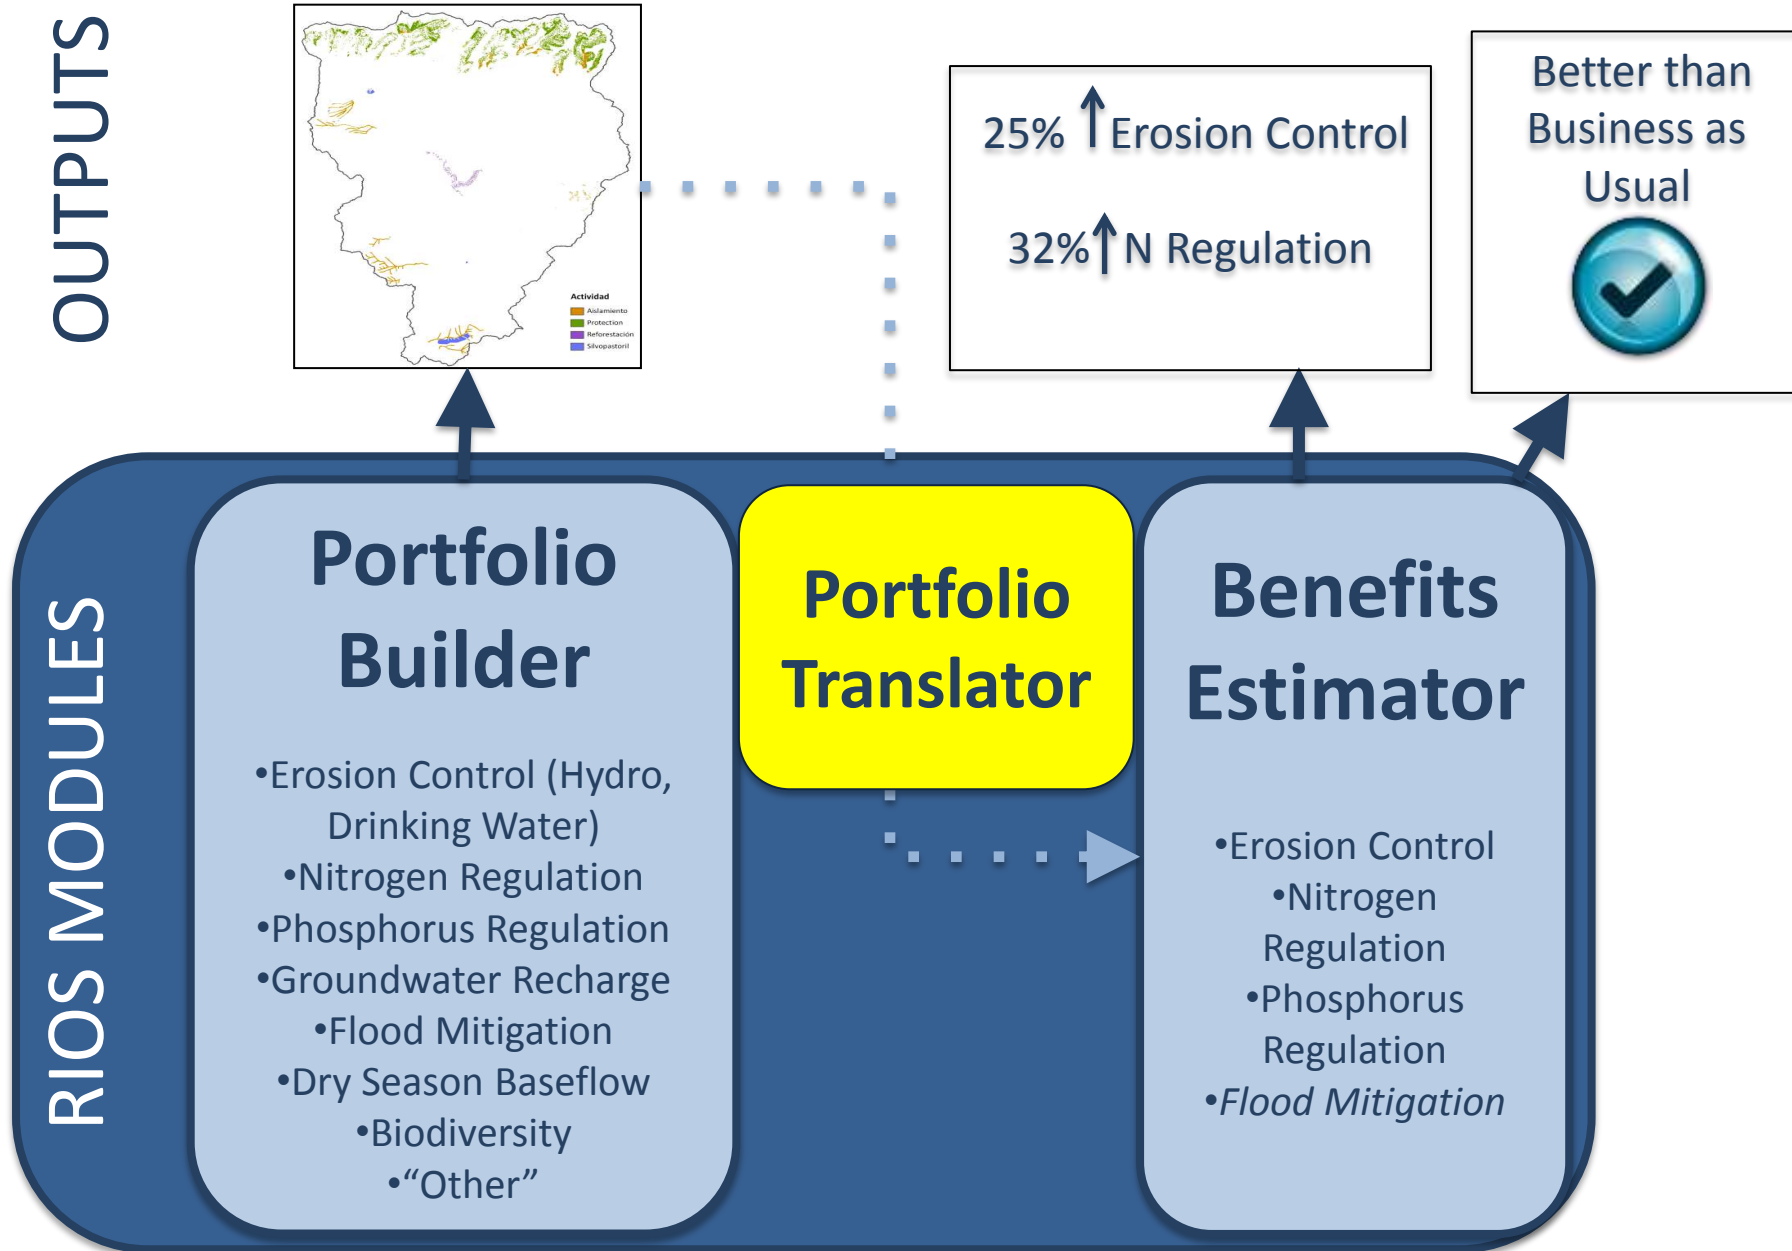 OUTPUTS
Actividad
Aislamiento
Protection
Reforestación
Silvopastoril
25% ↑ Erosion Control
32% ↑ N Regulation
Better than
Business as
Usual
RIOS MODULES
Portfolio
Builder
•Erosion Control (Hydro,
Drinking Water)
•Nitrogen Regulation
•Phosphorus Regulation
•Groundwater Recharge
•Flood Mitigation
•Dry Season Baseflow
•Biodiversity
•“Other”
Portfolio
Translator
Benefits
Estimator
•Erosion Control
•Nitrogen
Regulation
•Phosphorus
Regulation
•Flood Mitigation